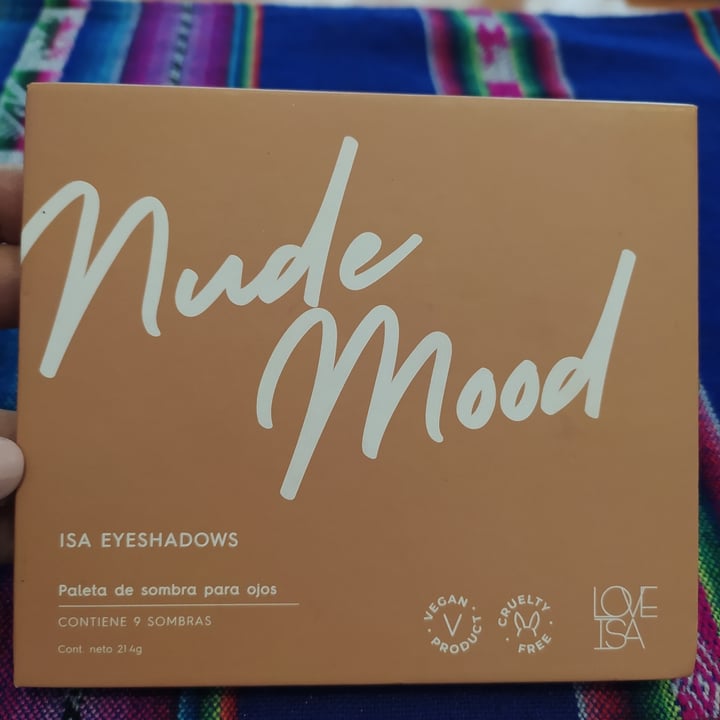 Nude
Mood
ISA EYESHADOWS
Paleta de sombra para ojos
CONTIENE 9 SOMBRAS
Cont. neto 21.4g
VEGAN
V
PRODUCT
CRUELTY
FREE
LOVE
ISA